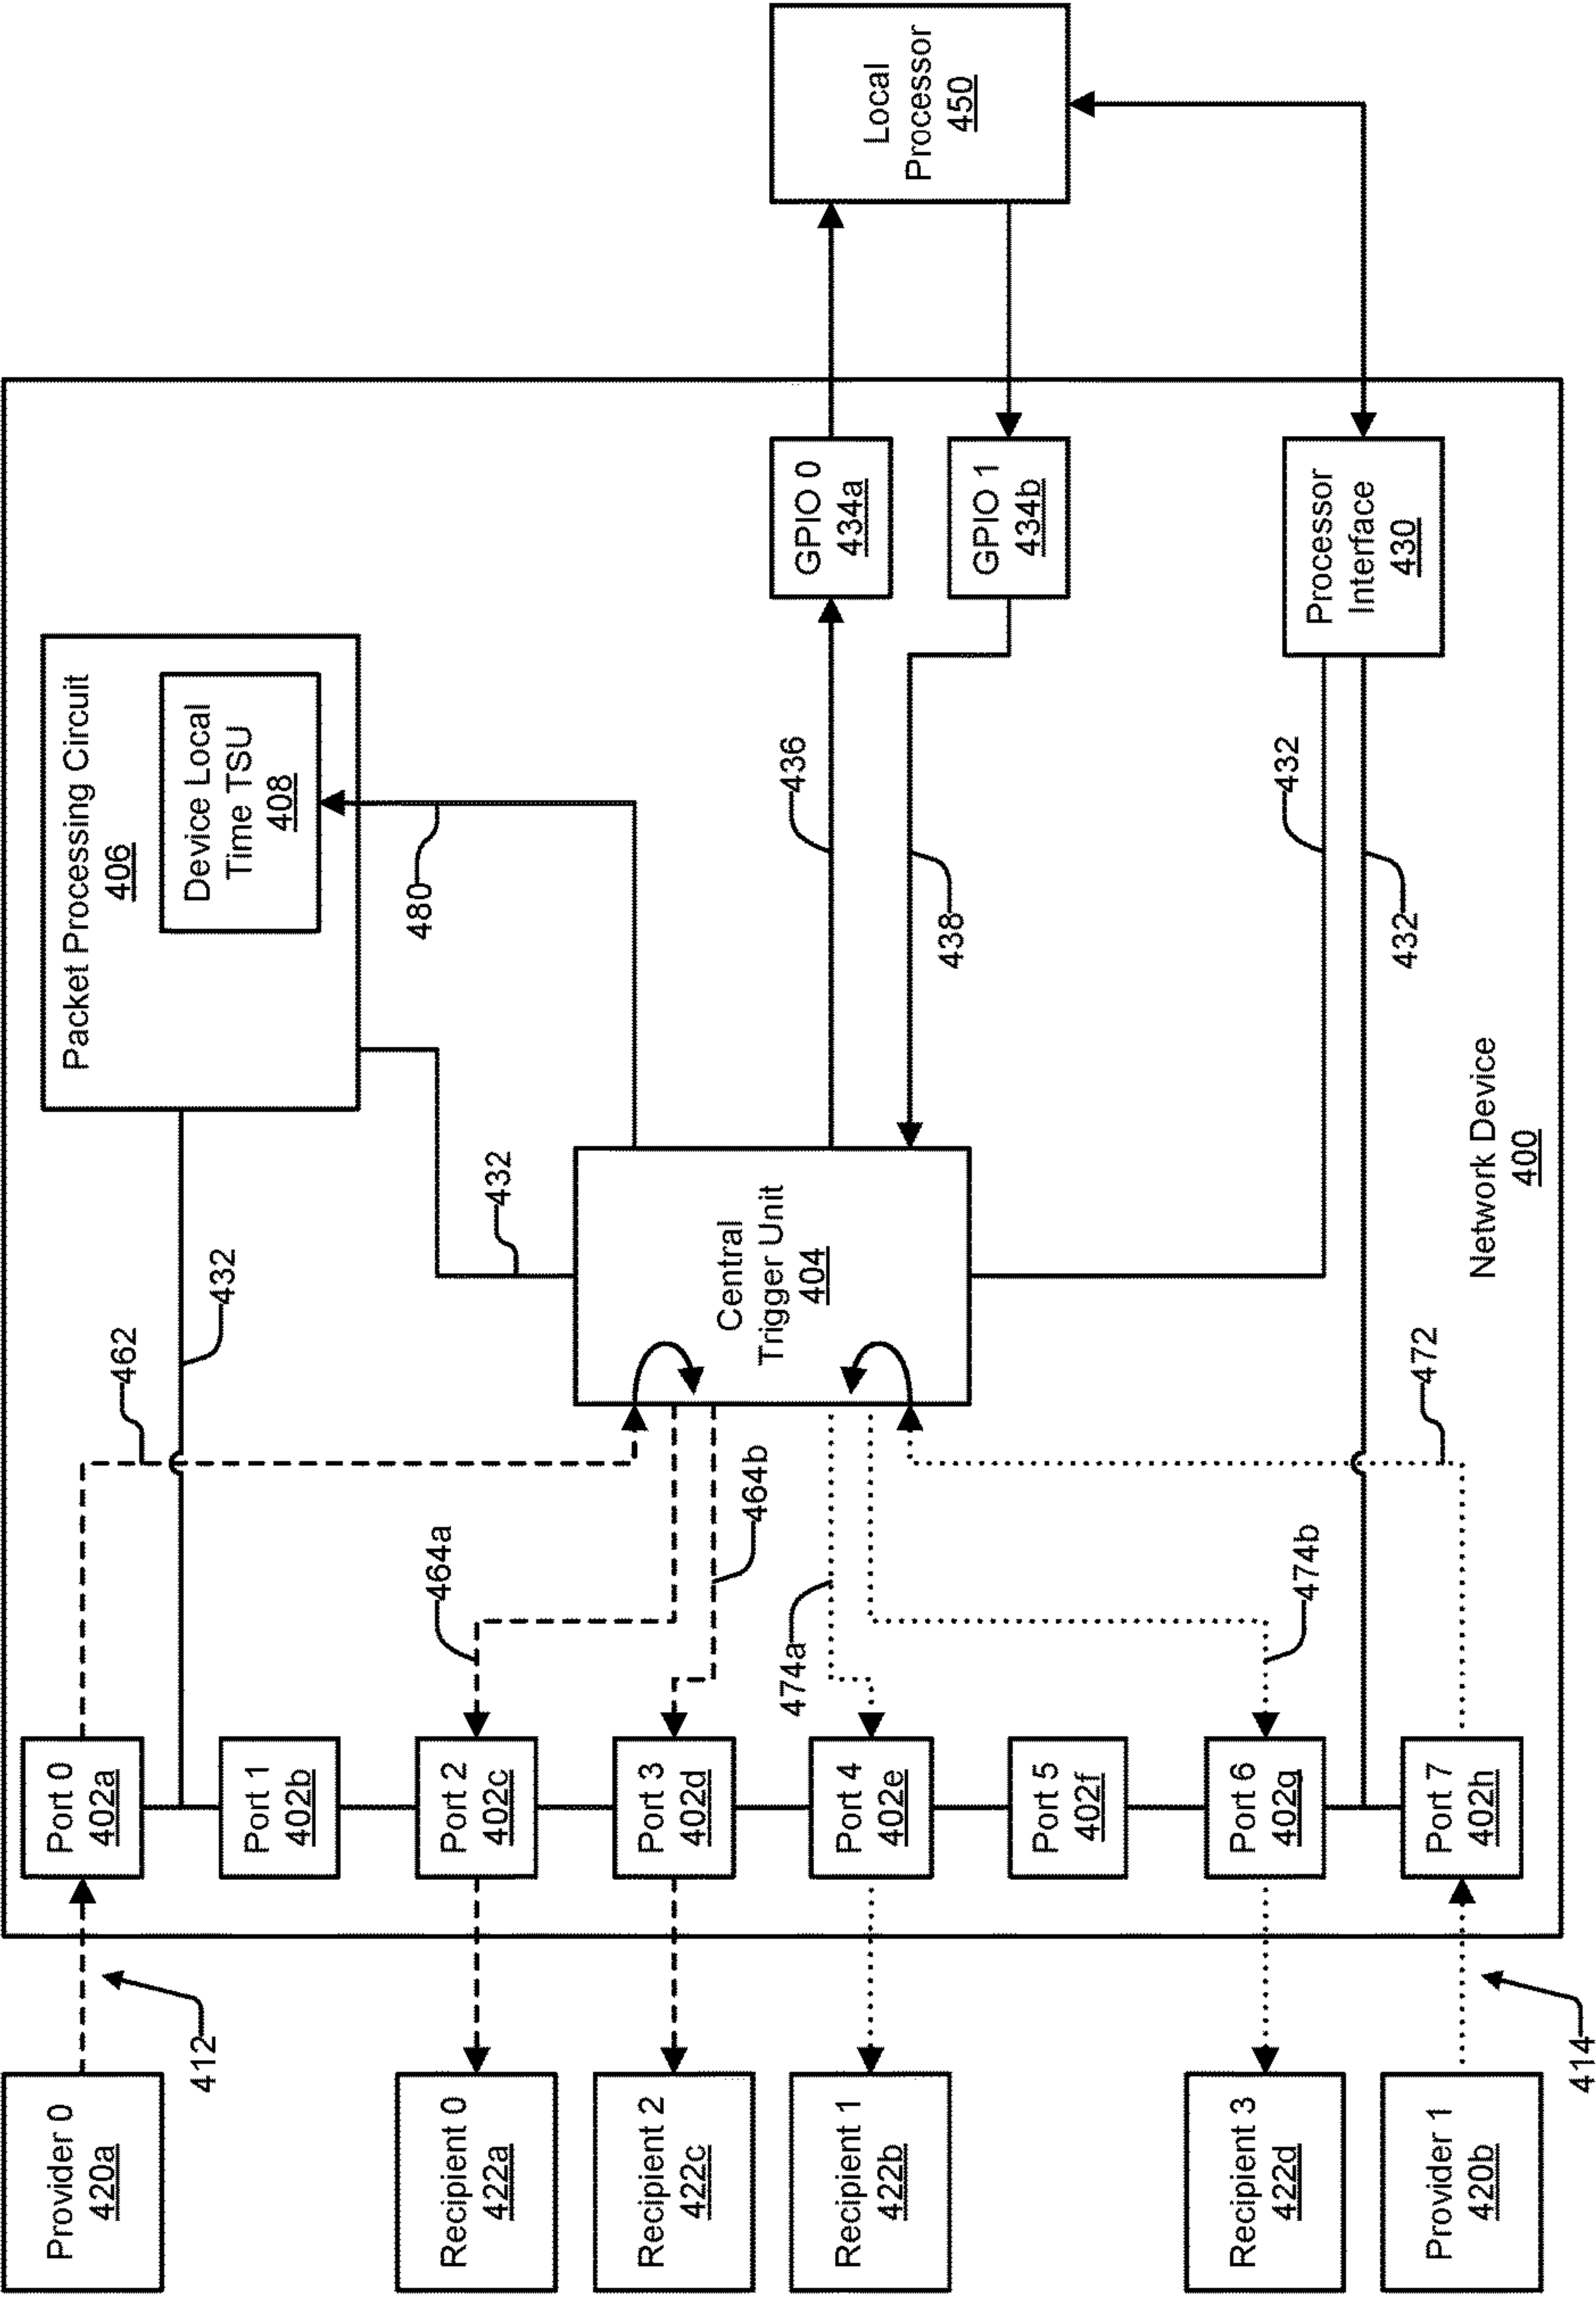 Provider 0
420a
412
Port 0
402a
462
432
Packet Processing Circuit
406
Device Local
Time TSU
408
Port 1
402b
480
Recipient 0
422a
Port 2
402c
464a
432
Recipient 2
422c
Port 3
402d
464b
Central
Trigger Unit
404
436
GPIO 0
434a
Local
Processor
450
Recipient 1
422b
Port 4
402e
474a
438
GPIO 1
434b
Port 5
402f
Recipient 3
422d
Port 6
402g
474b
432
432
Processor
Interface
430
Provider 1
420b
414
Port 7
402h
472
Network Device
400